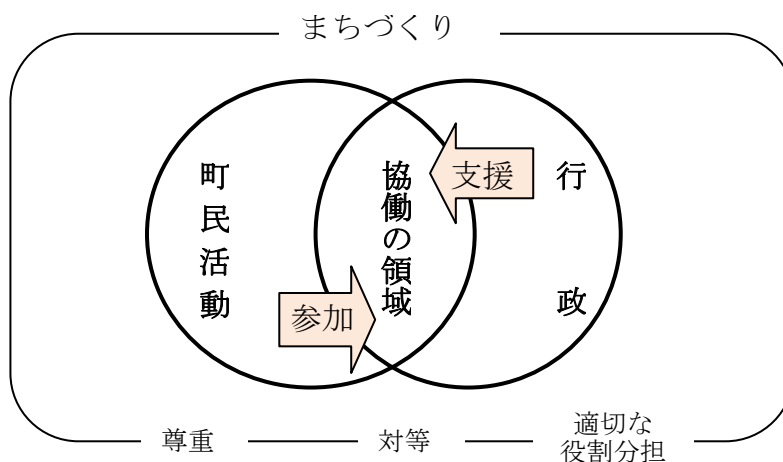 まちづくり
町民活動
協働の領域
支援
行政
参加
尊重
対等
適切な
役割分担